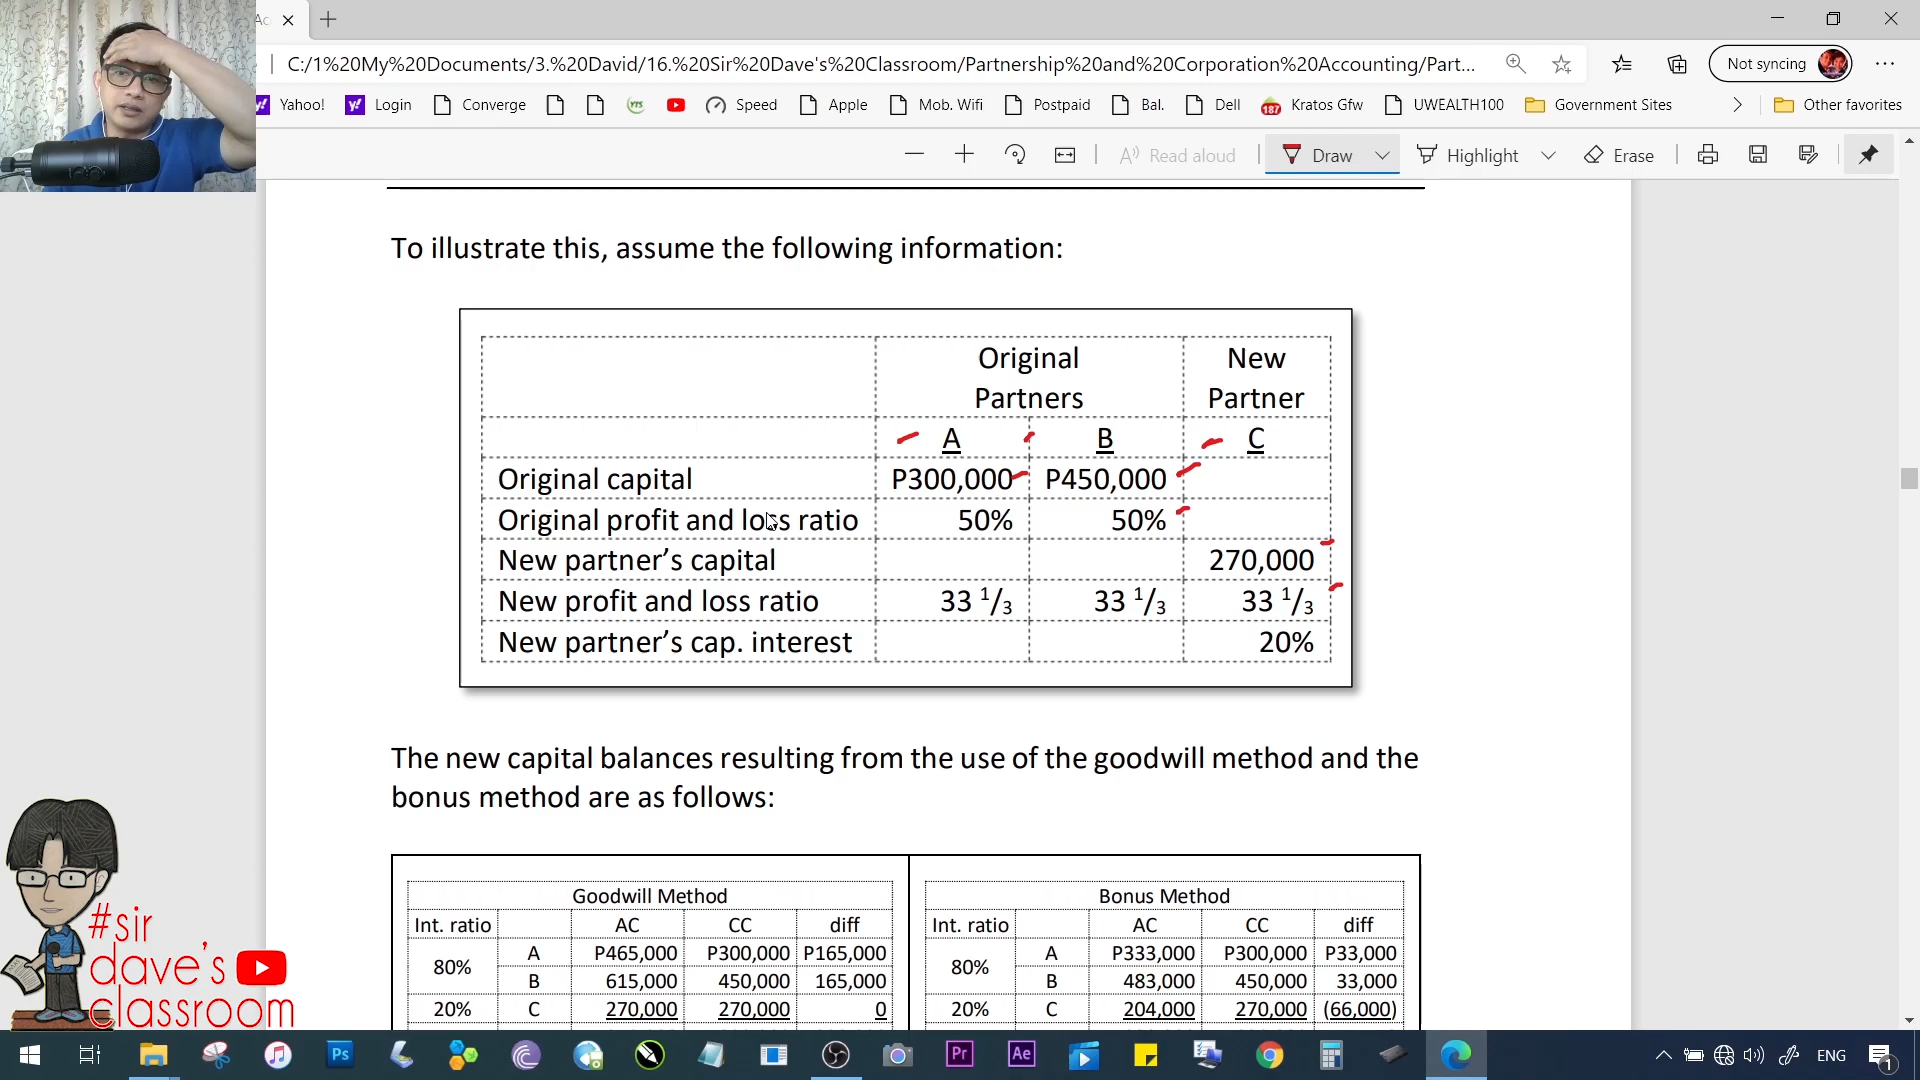 C:/1%20My%20Documents/3.%20David/16.%20Sir%20Dave's%20Classroom/Partnership%20and%20Corporation%20Accounting/Part...
Not syncing
Yahoo!
Login
Converge
Speed
Apple
Mob. Wifi
Postpaid
Bal.
Dell
Kratos Gfw
UWEALTH100
Government Sites
Other favorites
Read aloud
Draw
Highlight
Erase
To illustrate this, assume the following information:
Original Partners New Partner
A B C
Original capital P300,000 P450,000
Original profit and loss ratio 50% 50%
New partner’s capital 270,000
New profit and loss ratio 33 1/3 33 1/3 33 1/3
New partner’s cap. interest 20%
The new capital balances resulting from the use of the goodwill method and the
bonus method are as follows:
Goodwill Method
Int. ratio AC CC diff
80% A P465,000 P300,000 P165,000
B 615,000 450,000 165,000
20% C 270,000 270,000 0
Bonus Method
Int. ratio AC CC diff
80% A P333,000 P300,000 P33,000
B 483,000 450,000 33,000
20% C 204,000 270,000 (66,000)
#sir
dave's
classroom
Ps
Pr
Ae
ENG
1